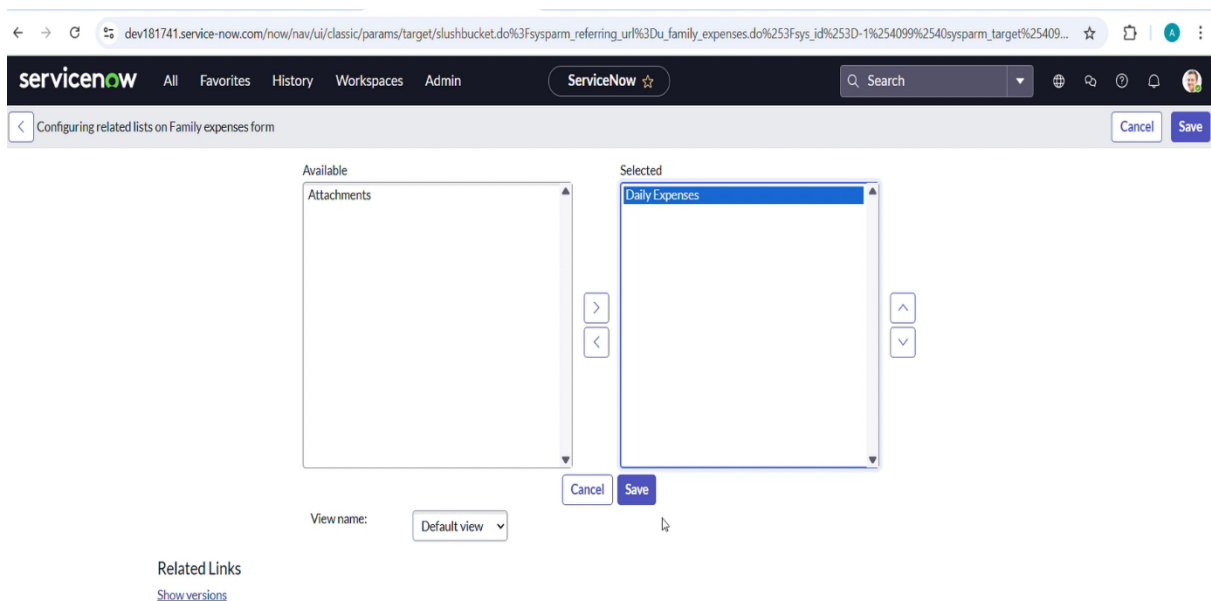 dev181741.service-now.com/now/nav/ui/classic/params/target/slushbucket.do%3Fsysparm_referring_url%3Du_family_expenses.do%253Fsys_id%253D-1%254099%2540sysparm_target%25409...
A
servicenow All Favorites History Workspaces Admin ServiceNow Search
Configuring related lists on Family expenses form Cancel Save
Available Selected
Attachments Daily Expenses
Cancel Save
View name: Default view
Related Links
Show versions